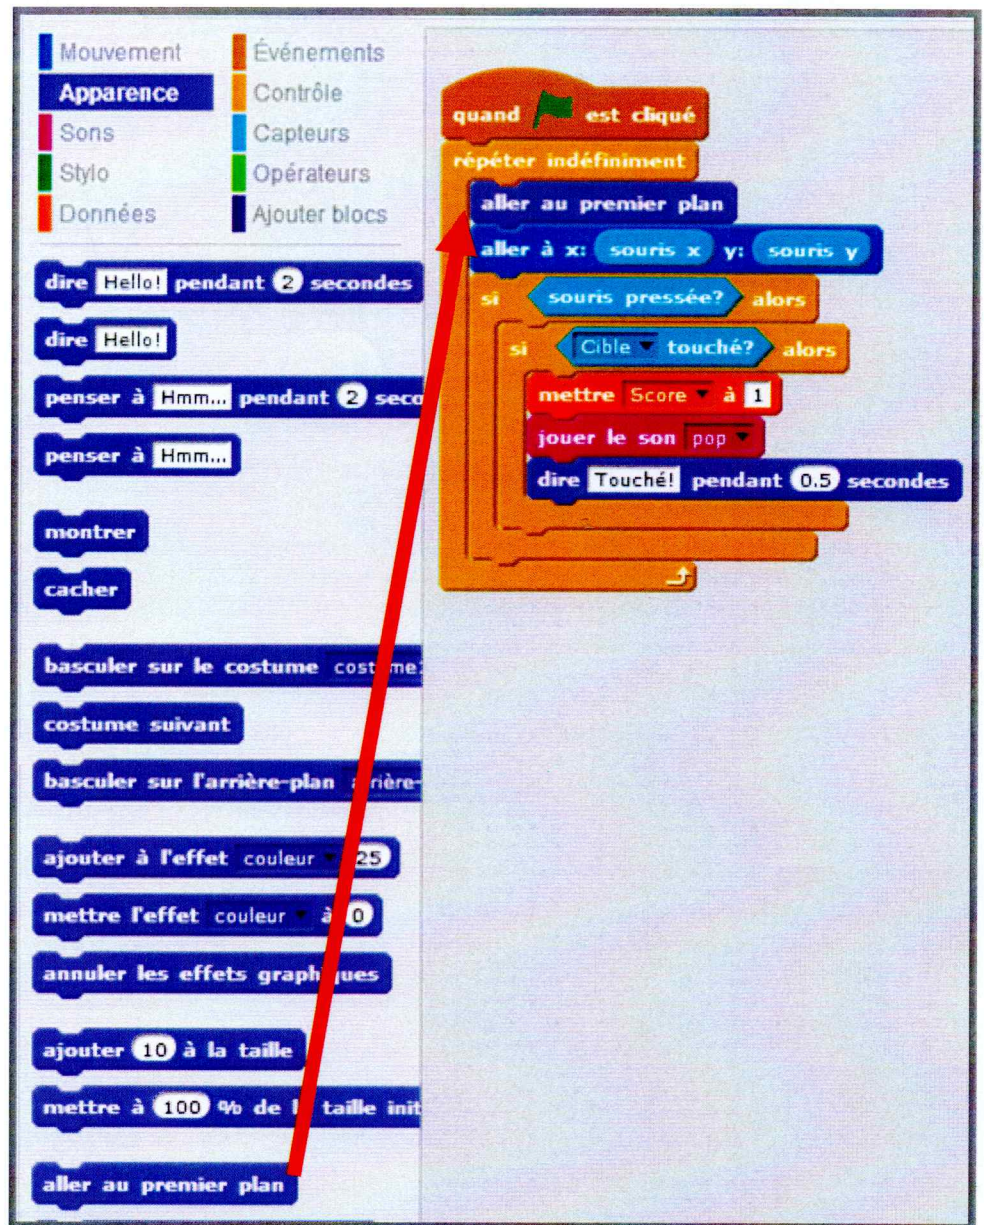 Mouvement
Événements
Apparence
Contrôle
Sons
Capteurs
Stylo
Opérateurs
Données
Ajouter blocs
dire Hello! pendant 2 secondes
dire Hello!
penser à Hmm... pendant 2 seco
penser à Hmm...
montrer
cacher
basculer sur le costume
costume suivant
basculer sur l'arrière-plan
ajouter à l'effet couleur 25
mettre l'effet couleur à 0
annuler les effets graphiques
ajouter 10 à la taille
mettre à 100 % de la taille init
aller au premier plan
quand est cliqué
répéter indéfiniment
aller au premier plan
aller à x: souris x y: souris y
si souris pressée? alors
si Cible touché? alors
mettre Score à 1
jouer le son pop
dire Touché! pendant 0.5 secondes